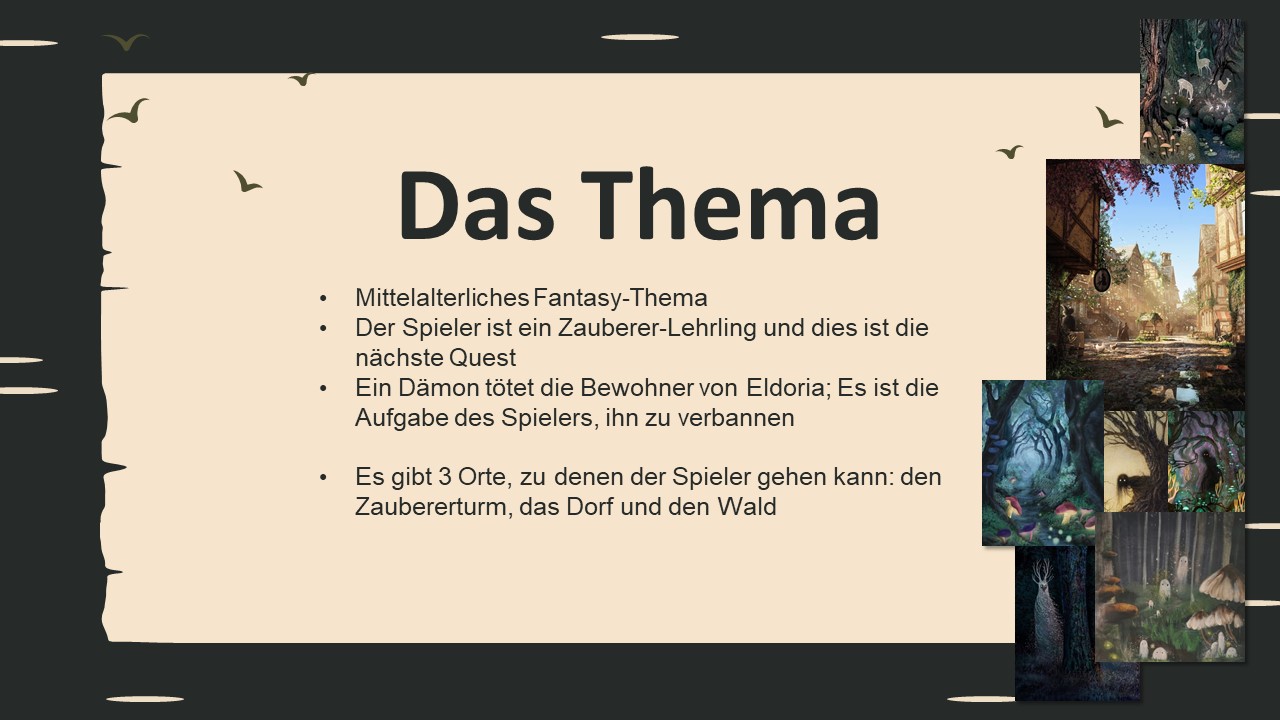 Das Thema
• Mittelalterliches Fantasy-Thema
• Der Spieler ist ein Zauberer-Lehrling und dies ist die
nächste Quest
• Ein Dämon tötet die Bewohner von Eldoria; Es ist die
Aufgabe des Spielers, ihn zu verbannen
• Es gibt 3 Orte, zu denen der Spieler gehen kann: den
Zaubererturm, das Dorf und den Wald